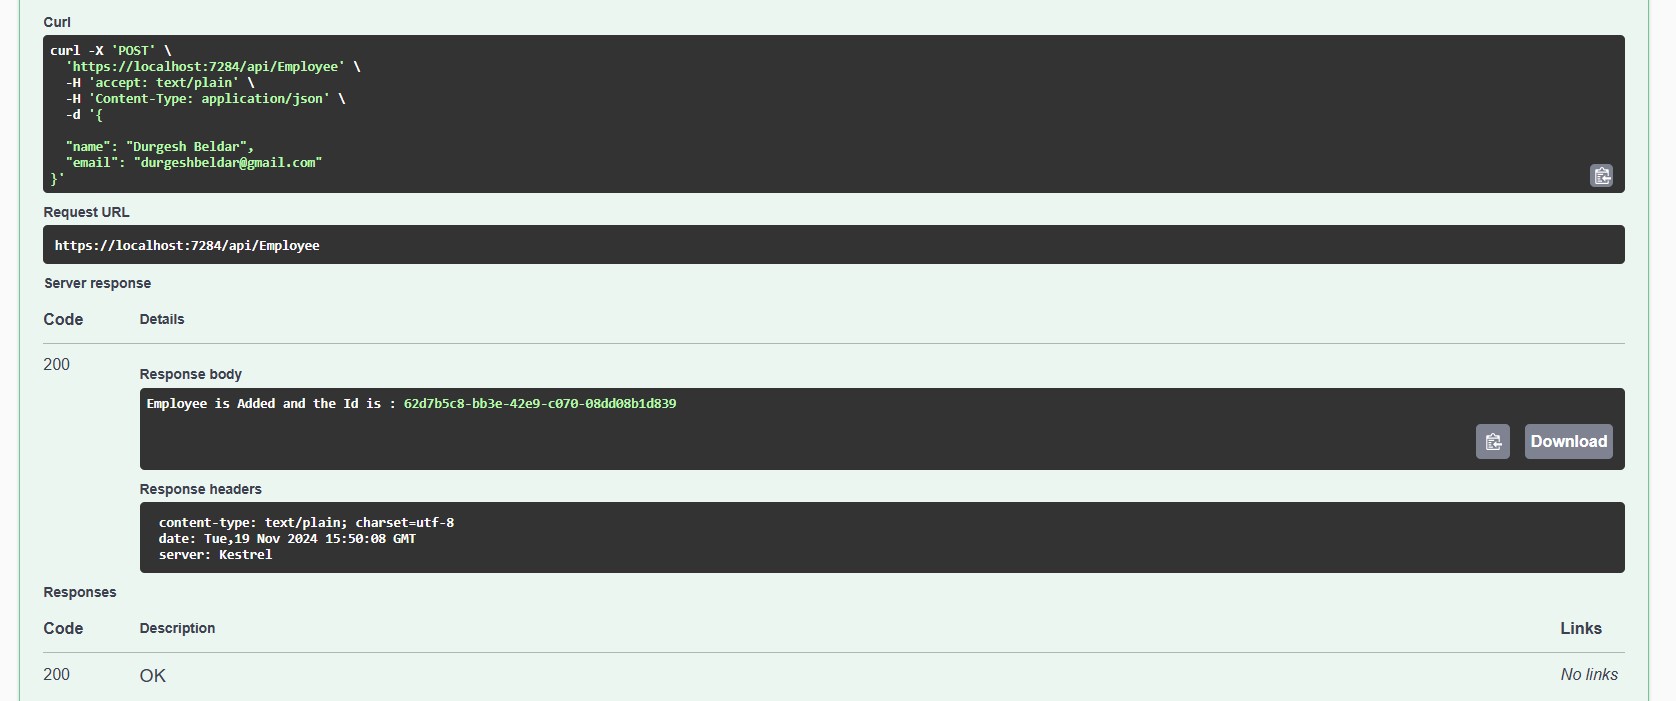 Curl
curl -X 'POST' \
  'https://localhost:7284/api/Employee' \
  -H 'accept: text/plain' \
  -H 'Content-Type: application/json' \
  -d '{

  "name": "Durgesh Beldar",
  "email": "durgeshbeldar@gmail.com"
}'
Request URL
https://localhost:7284/api/Employee
Server response
Code Details
200
Response body
Employee is Added and the Id is : 62d7b5c8-bb3e-42e9-c070-08dd08b1d839
Download
Response headers
content-type: text/plain; charset=utf-8
date: Tue,19 Nov 2024 15:50:08 GMT
server: Kestrel
Responses
Code Description Links
200 OK No links